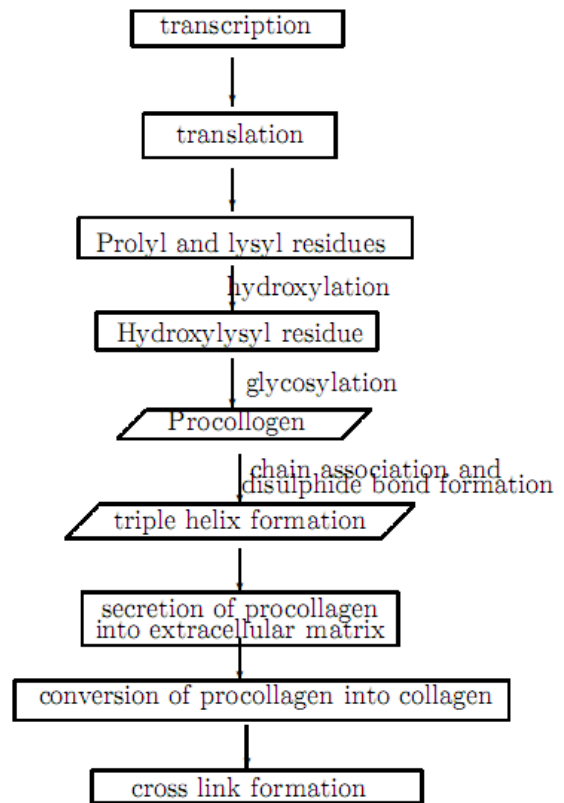 transcription
translation
Prolyl and lysyl residues
hydroxylation
Hydroxylysyl residue
glycosylation
Procollogen
chain association and
disulphide bond formation
triple helix formation
secretion of procollagen
into extracellular matrix
conversion of procollagen into collagen
cross link formation